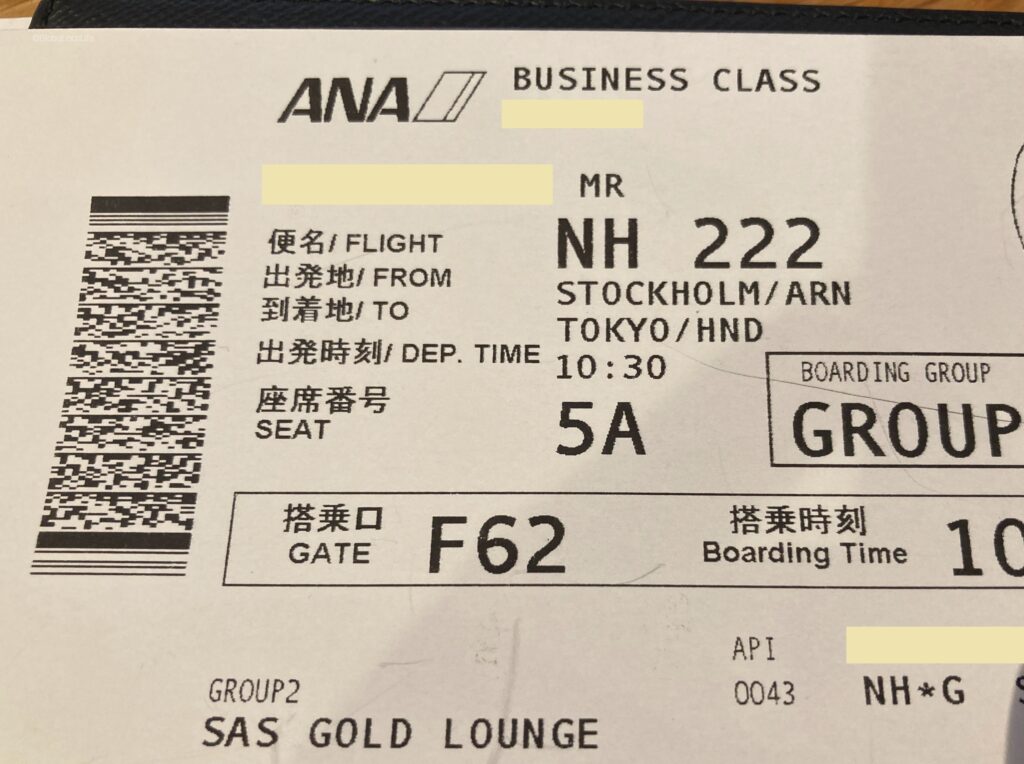 ANA BUSINESS CLASS
MR
便名/ FLIGHT NH 222
出発地/ FROM STOCKHOLM/ARN
到着地/ TO TOKYO/HND
出発時刻/ DEP. TIME 10:30
座席番号
SEAT 5A
BOARDING GROUP
GROUP
搭乗口
GATE F62
搭乗時刻
Boarding Time 10
API
0043 NH*G
GROUP2
SAS GOLD LOUNGE